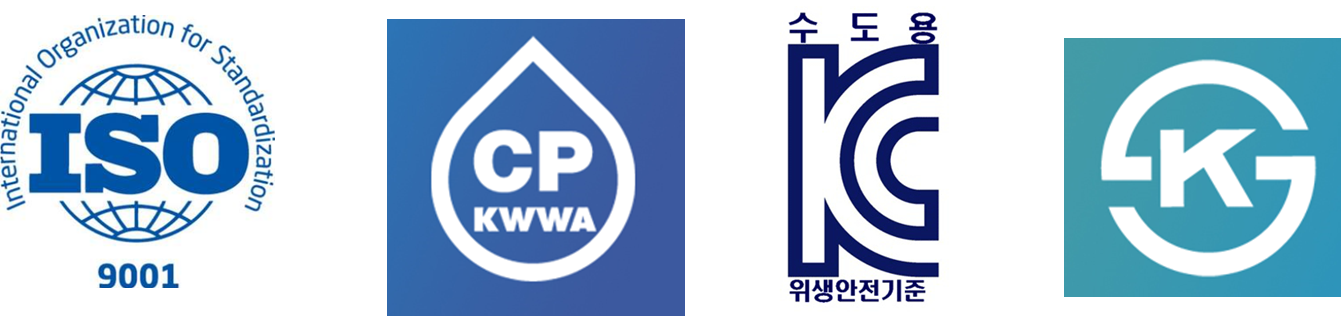 International Organization for Standardization
ISO
9001
CP
KWWA
수도용
KC
위생안전기준
K